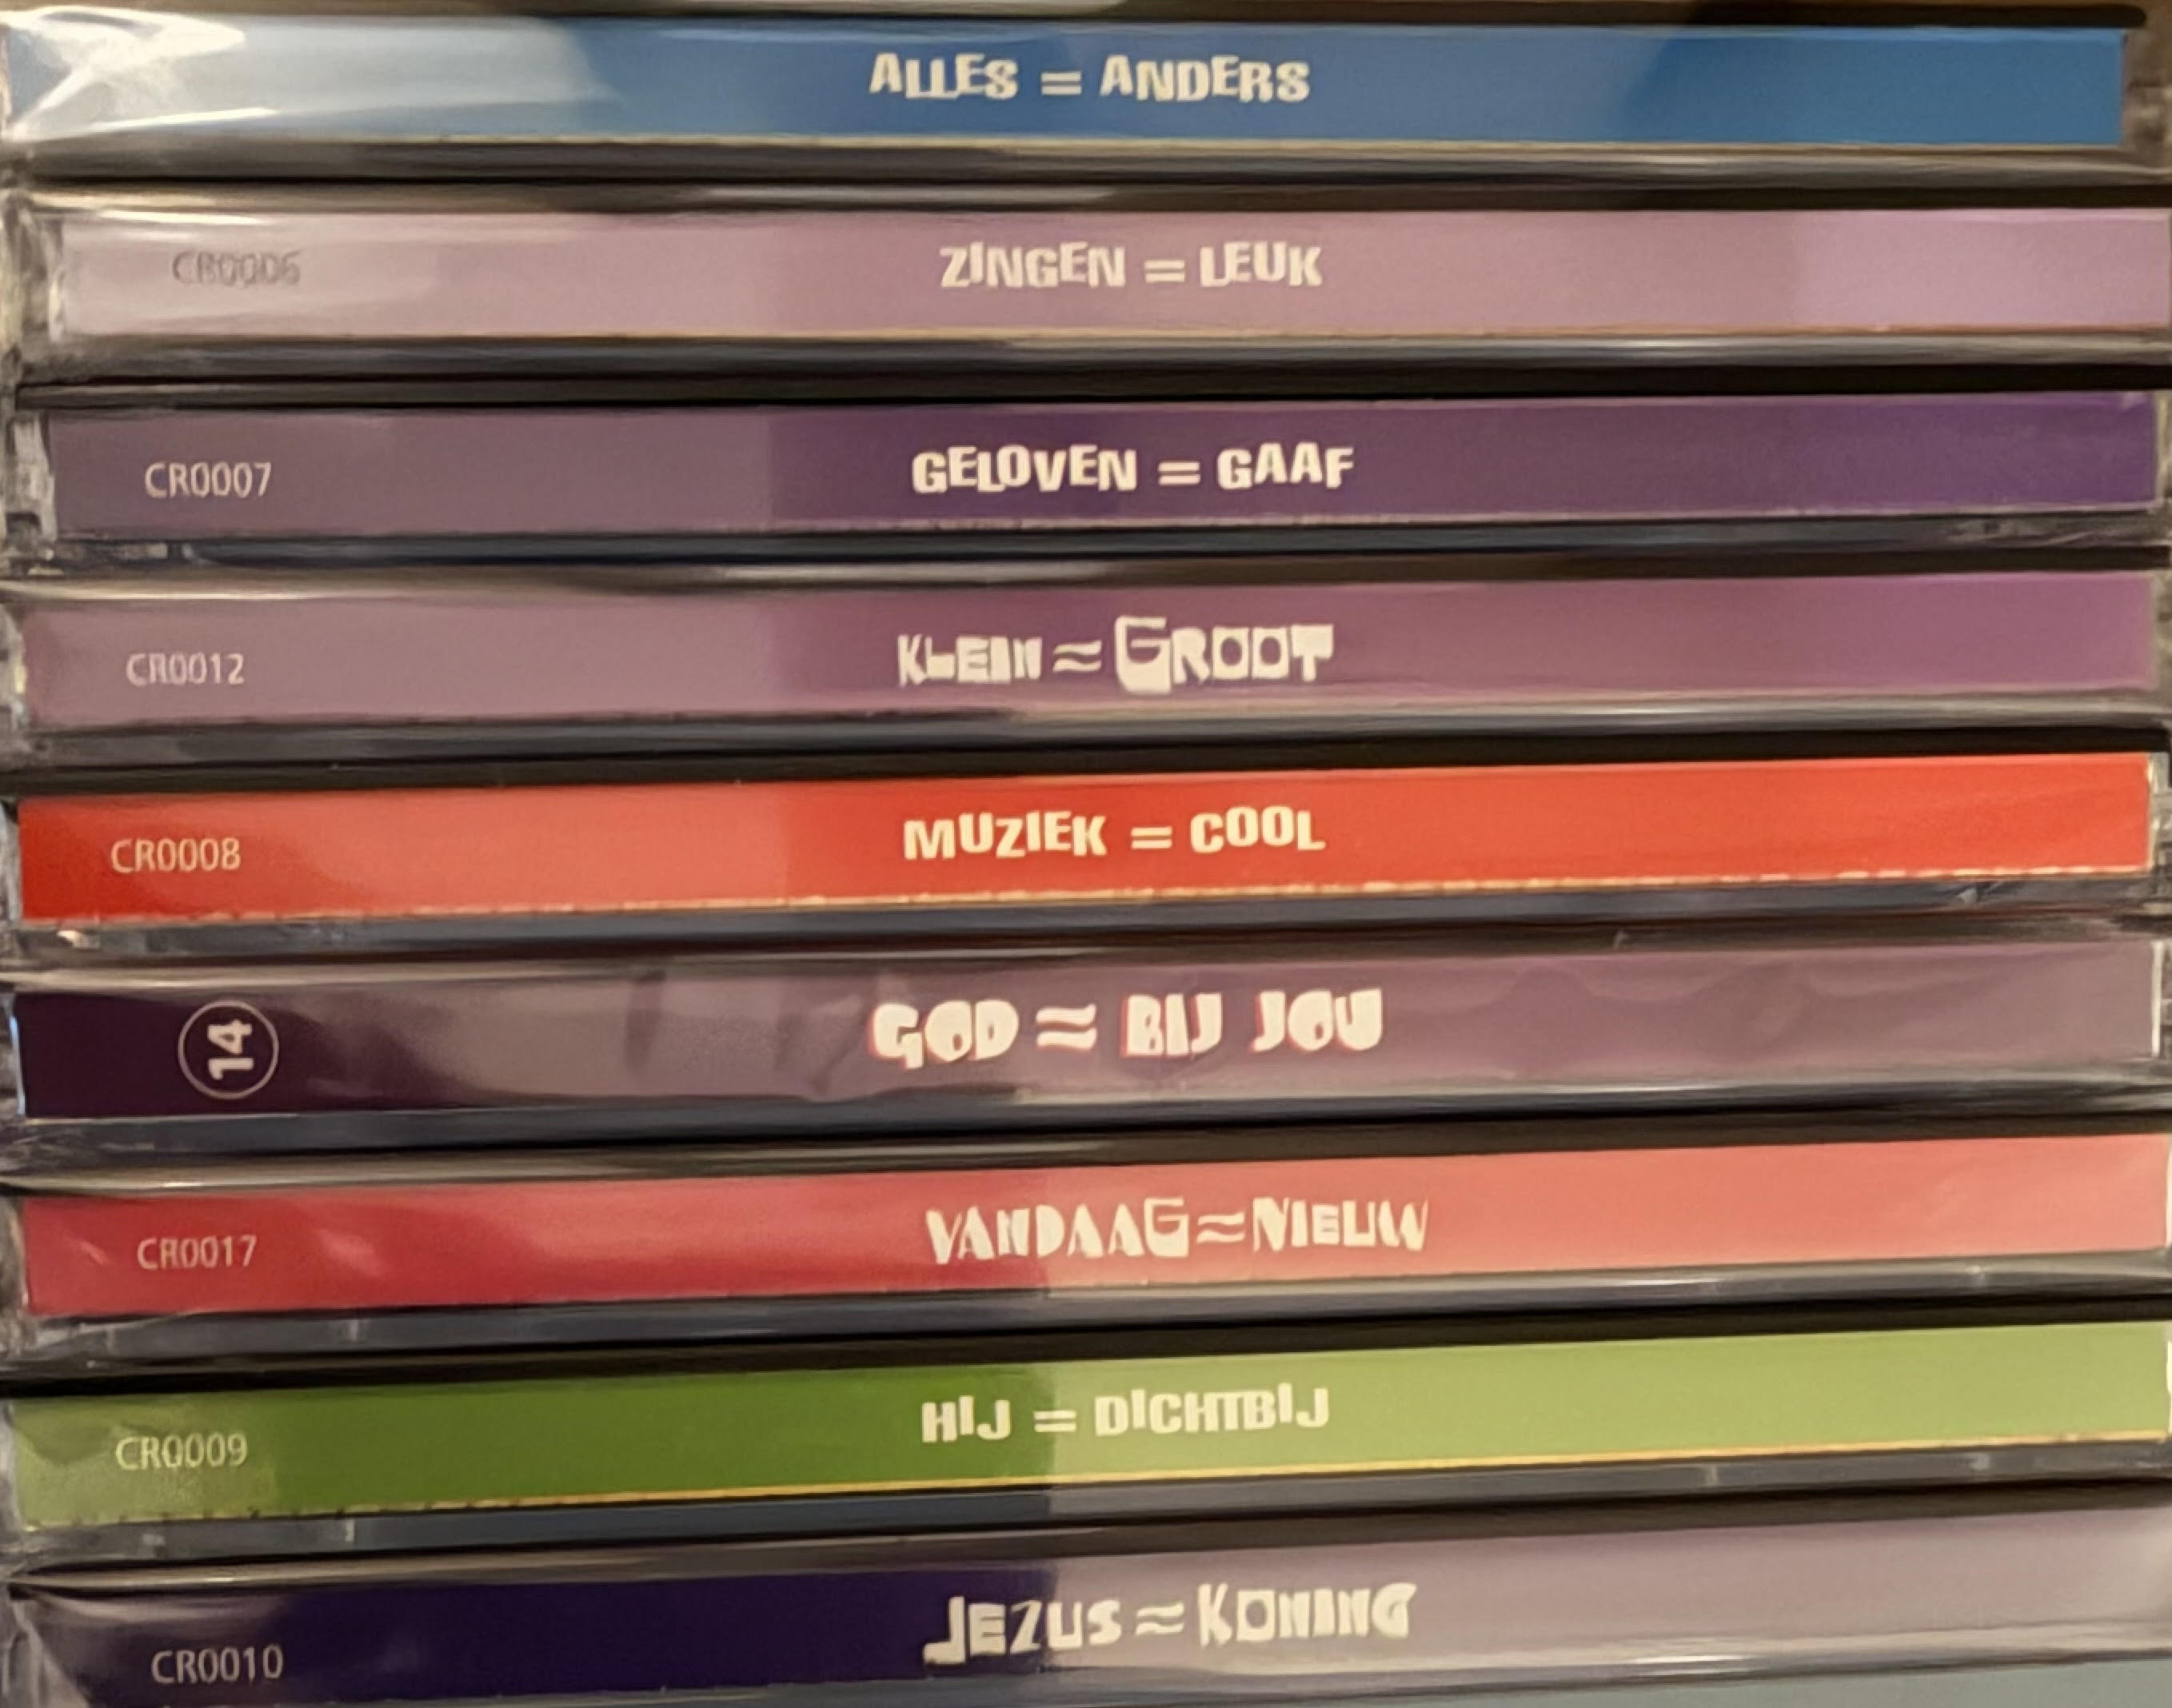 ALLES = ANDERS
CR0006 ZINGEN = LEUK
CR0007 GELOVEN = GAAF
CR0012 KLEIN ≈ GROOT
CR0008 MUZIEK = COOL
14 GOD ≈ BIJ JOU
CR0017 VANDAAG ≈ NIEUW
CR0009 HIJ = DICHTBIJ
CR0010 JEZUS ≈ KONING